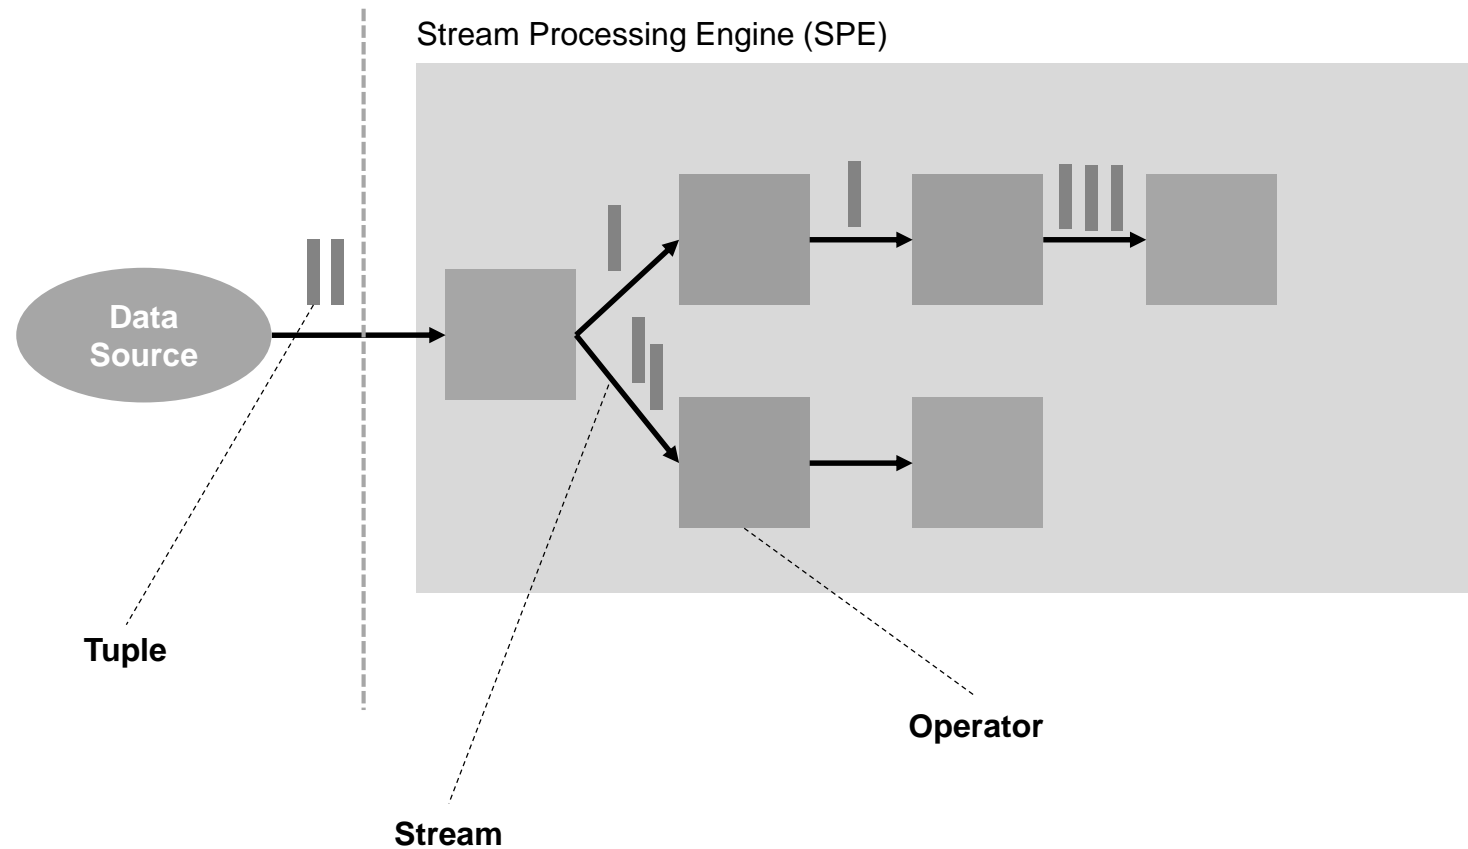 Stream Processing Engine (SPE)
Data
Source
Tuple
Operator
Stream